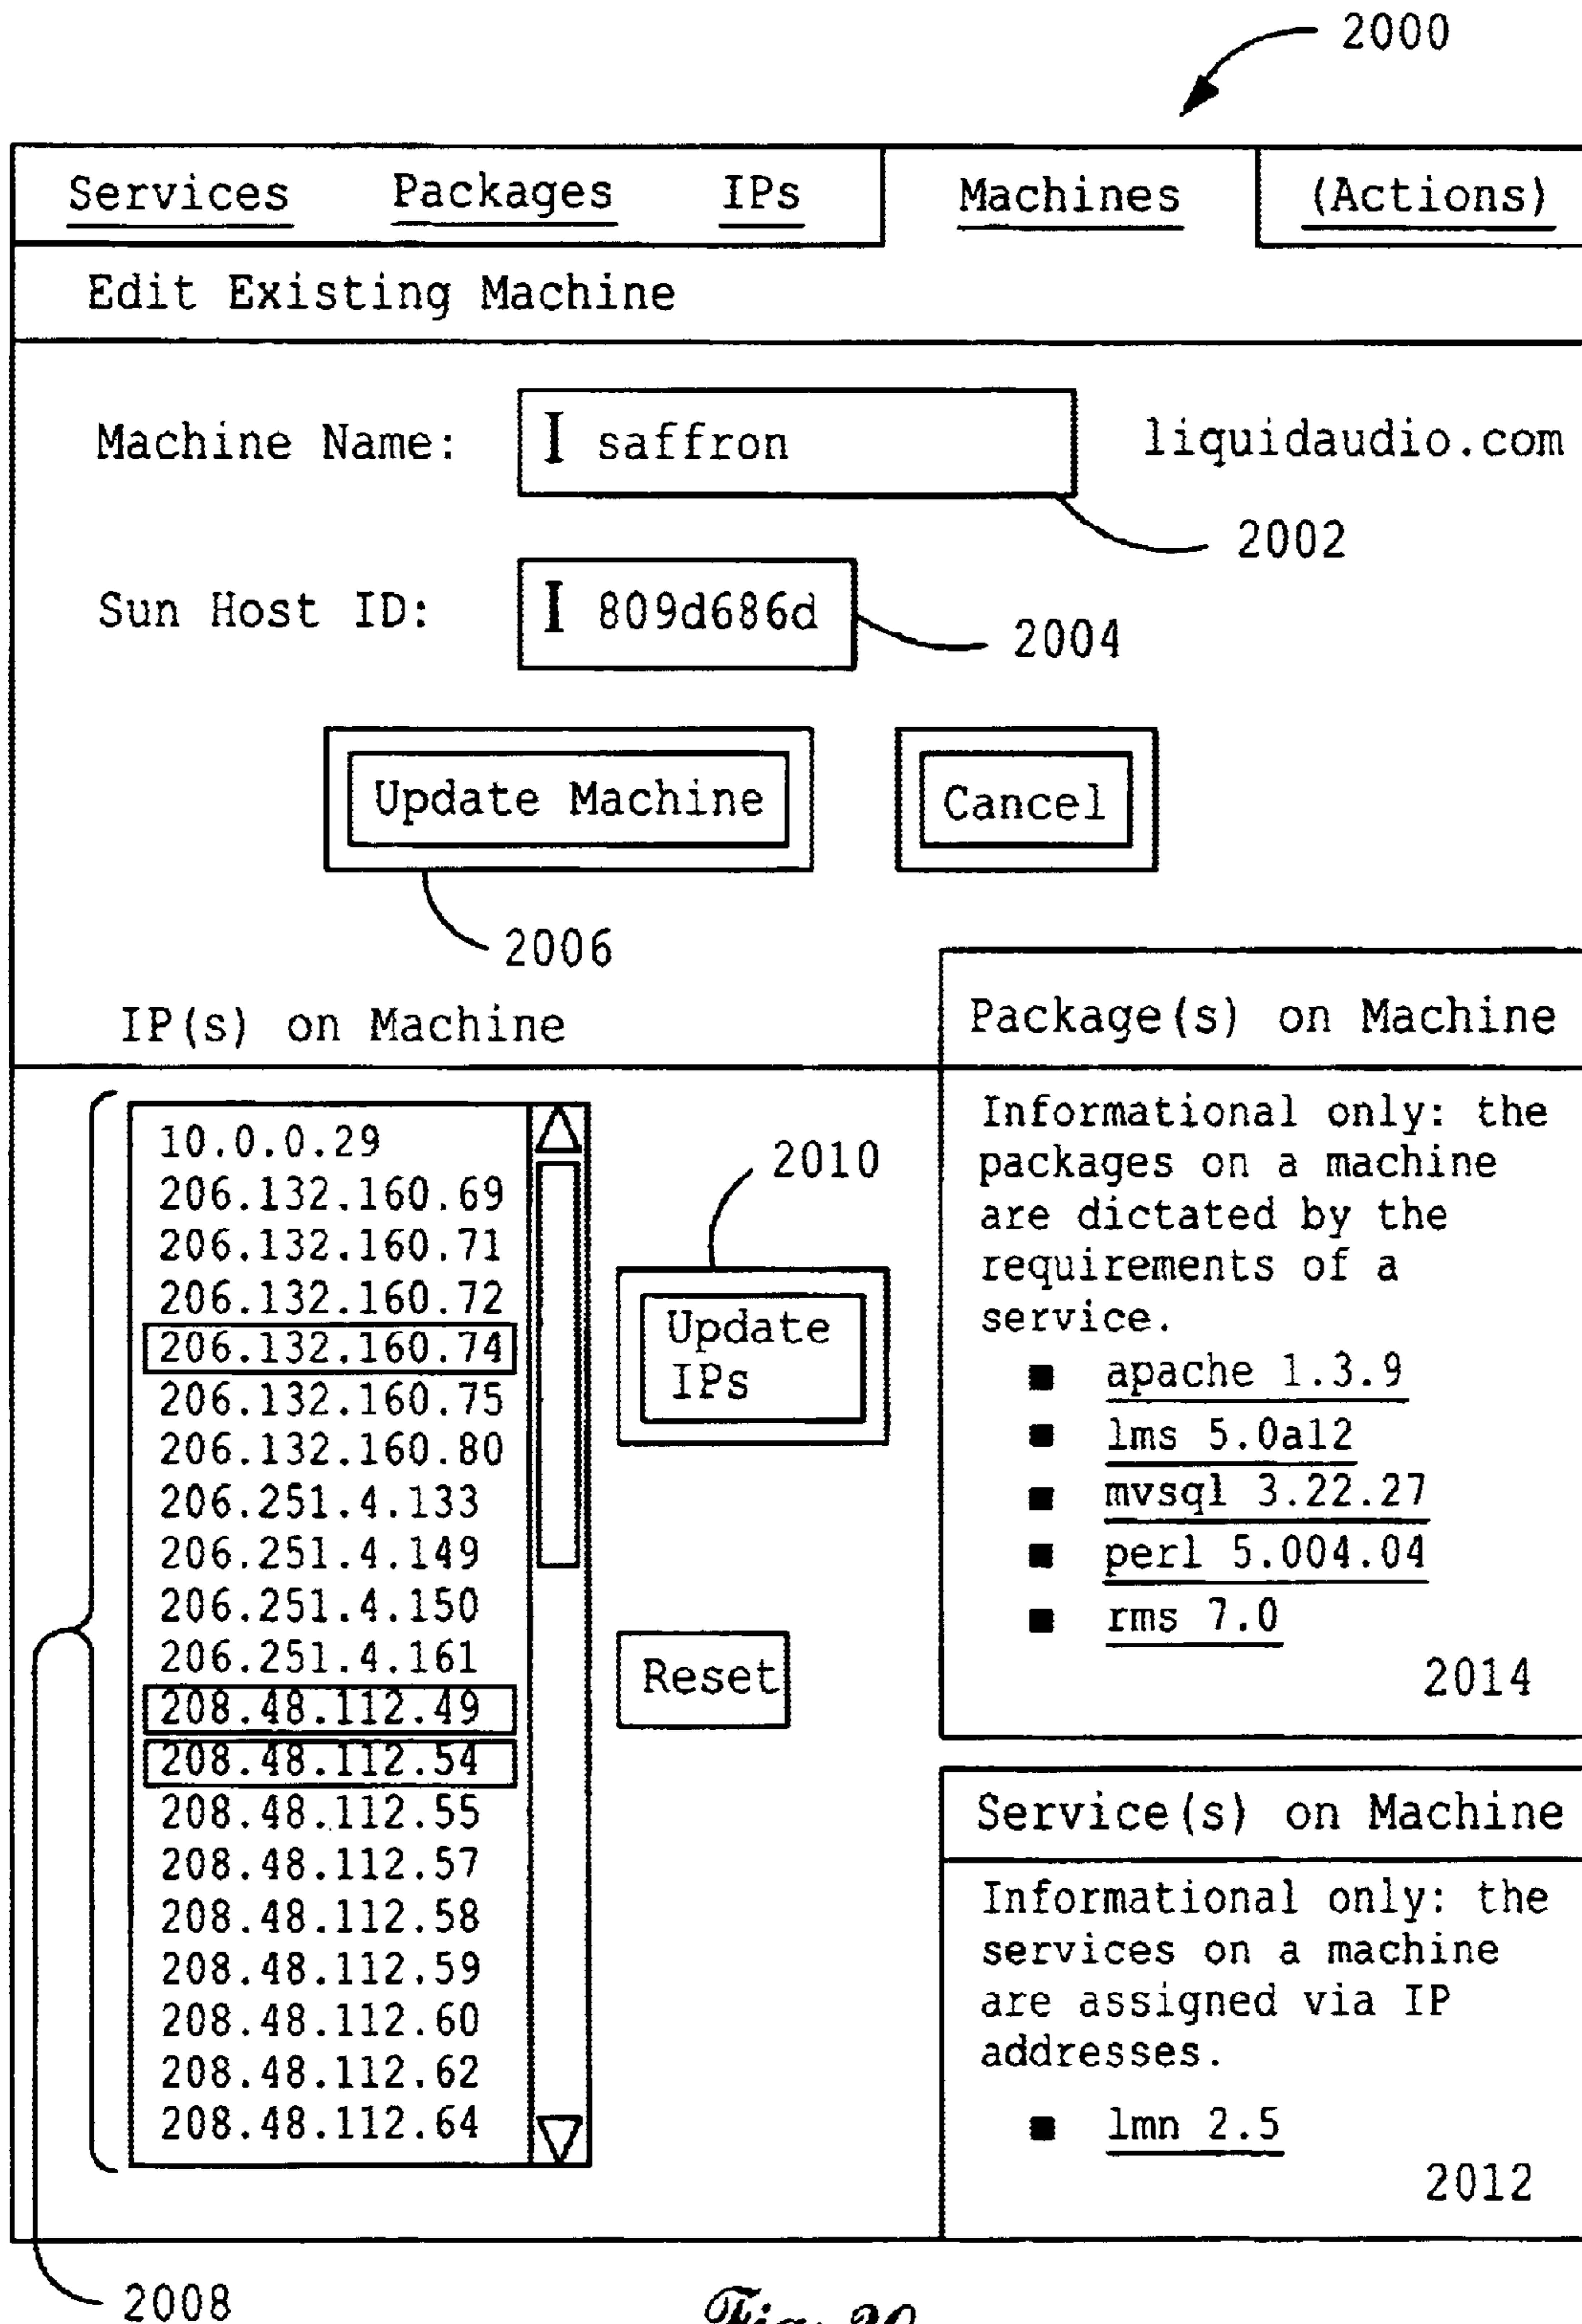 2000
Services Packages IPs Machines (Actions)
Edit Existing Machine
Machine Name: I saffron liquidaudio.com
2002
Sun Host ID: I 809d686d
2004
Update Machine Cancel
2006
IP(s) on Machine
10.0.0.29
206.132.160.69
206.132.160.71
206.132.160.72
206.132.160.74
206.132.160.75
206.132.160.80
206.251.4.133
206.251.4.149
206.251.4.150
206.251.4.161
208.48.112.49
208.48.112.54
208.48.112.55
208.48.112.57
208.48.112.58
208.48.112.59
208.48.112.60
208.48.112.62
208.48.112.64
2008
2010
Update
IPs
Reset
Package(s) on Machine
Informational only: the
packages on a machine
are dictated by the
requirements of a
service.
■ apache 1.3.9
■ lms 5.0a12
■ mvsql 3.22.27
■ perl 5.004.04
■ rms 7.0
2014
Service(s) on Machine
Informational only: the
services on a machine
are assigned via IP
addresses.
■ lmn 2.5
2012
Fig. 20